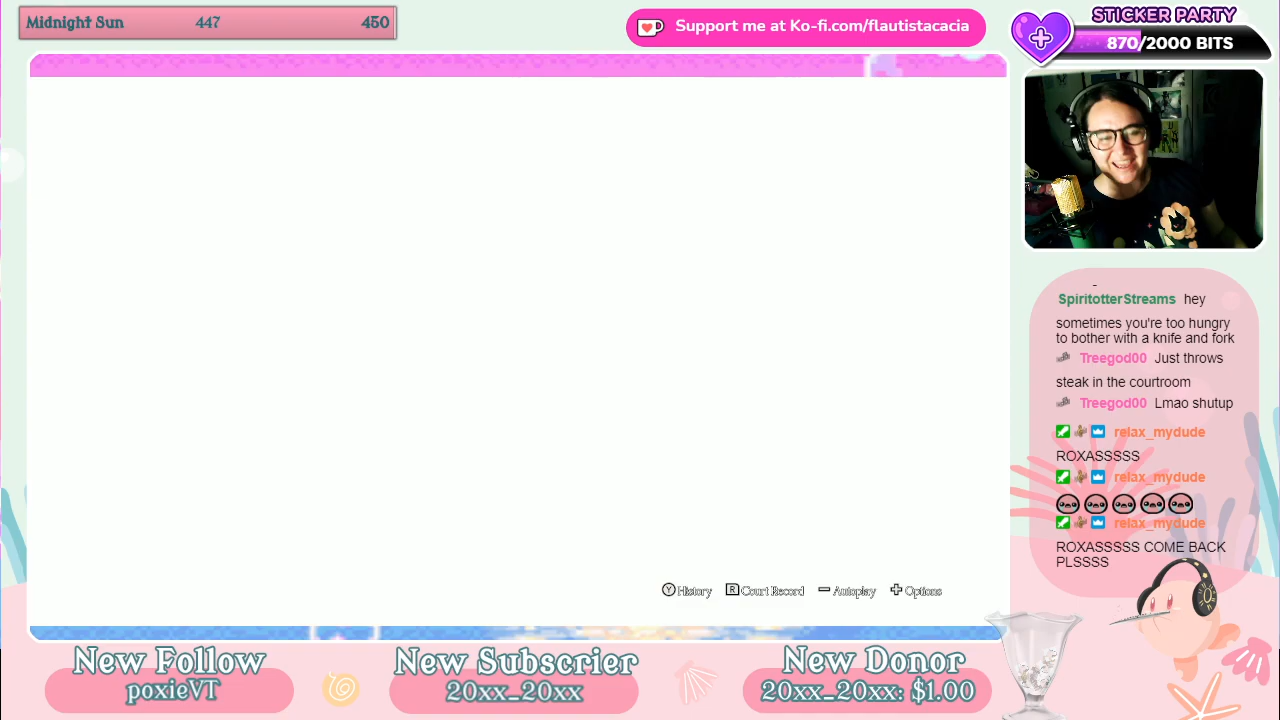 Midnight Sun 447 450
Support me at Ko-fi.com/flautistacacia
STICKER PARTY
870/2000 BITS
SpiritotterStreams hey
sometimes you're too hungry
to bother with a knife and fork
Treegod00 Just throws
steak in the courtroom
Treegod00 Lmao shutup
relax_mydude
ROXASSSSS
relax_mydude
relax_mydude
ROXASSSSS COME BACK
PLSSSS
Y History R Court Record Autoplay Options
New Follow
poxieVT
New Subscrier
20xx_20xx
New Donor
20xx_20xx: $1.00